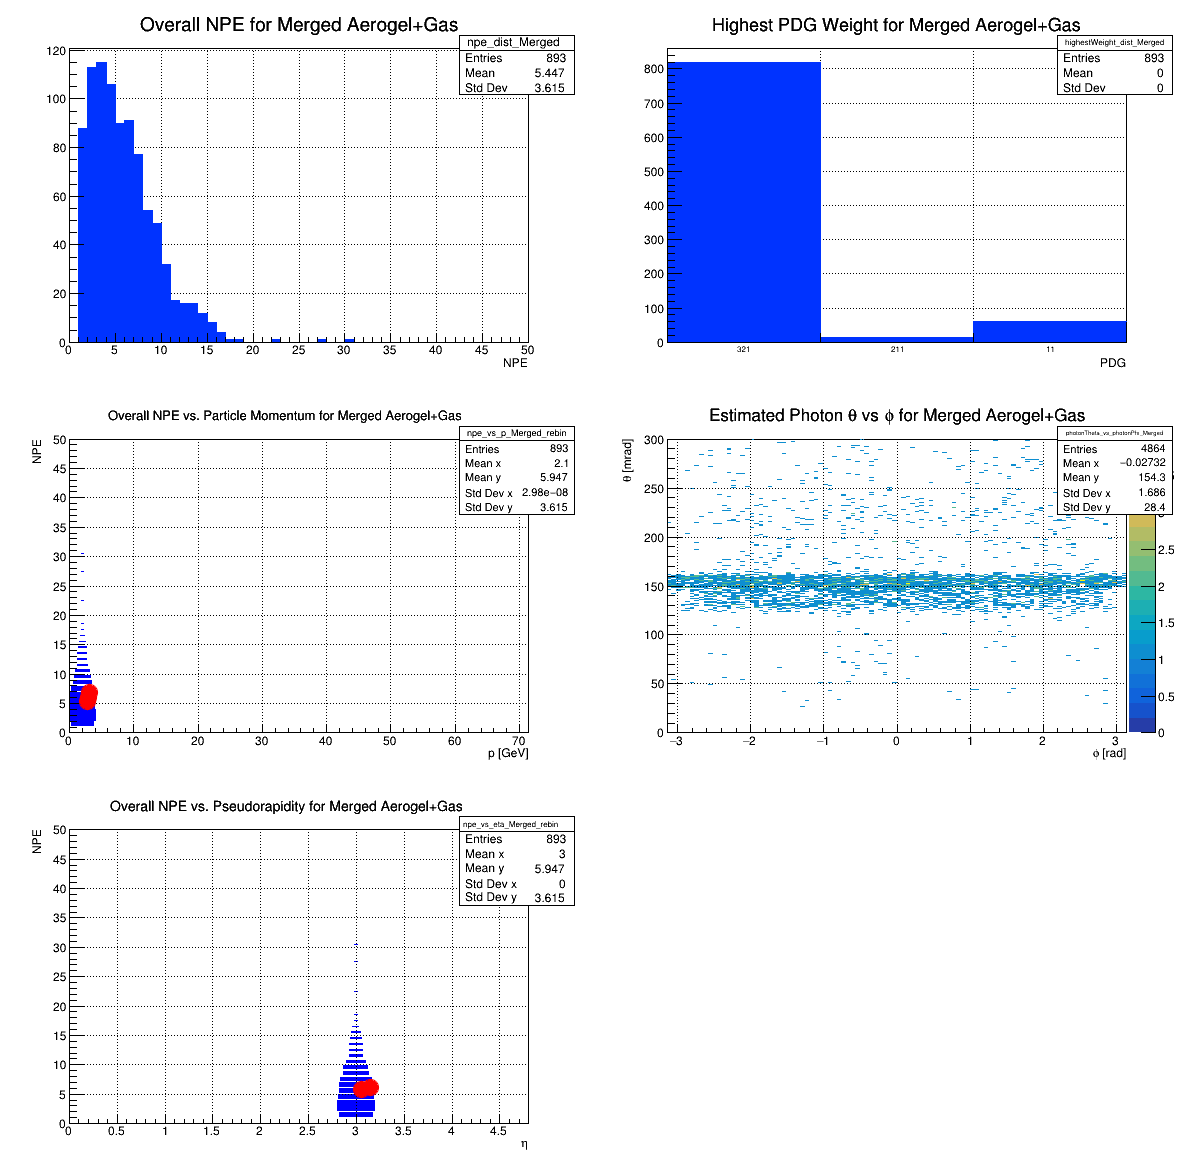 Overall NPE for Merged Aerogel+Gas
npe_dist_Merged
Entries 893
Mean 5.447
Std Dev 3.615
120
100
80
60
40
20
0
0 5 10 15 20 25 30 35 40 45 50
NPE
Highest PDG Weight for Merged Aerogel+Gas
highestWeight_dist_Merged
Entries 893
Mean 0
Std Dev 0
800
700
600
500
400
300
200
100
0
321 211 11
PDG
Overall NPE vs. Particle Momentum for Merged Aerogel+Gas
npe_vs_p_Merged_rebin
Entries 893
Mean x 2.1
Mean y 5.947
Std Dev x 2.98e−08
Std Dev y 3.615
NPE
50
45
40
35
30
25
20
15
10
5
0
0 10 20 30 40 50 60 70
p [GeV]
Estimated Photon θ vs ϕ for Merged Aerogel+Gas
photonTheta_vs_photonPhi_Merged
Entries 4864
Mean x −0.02732
Mean y 154.3
Std Dev x 1.686
Std Dev y 28.4
θ [mrad]
300
250
200
150
100
50
0
−3 −2 −1 0 1 2 3
ϕ [rad]
2.5
2
1.5
1
0.5
0
Overall NPE vs. Pseudorapidity for Merged Aerogel+Gas
npe_vs_eta_Merged_rebin
Entries 893
Mean x 3
Mean y 5.947
Std Dev x 0
Std Dev y 3.615
NPE
50
45
40
35
30
25
20
15
10
5
0
0 0.5 1 1.5 2 2.5 3 3.5 4 4.5
η